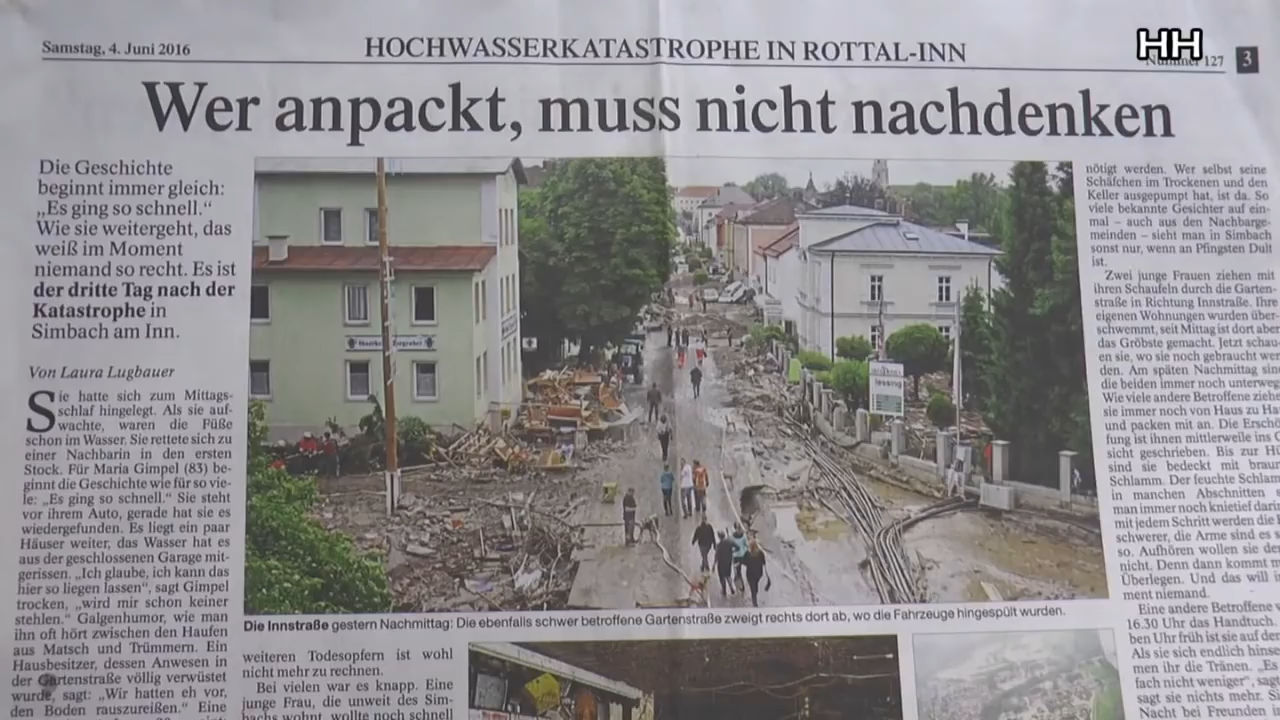 Samstag, 4. Juni 2016
HOCHWASSERKATASTROPHE IN ROTTAL-INN
HH
Nummer 127
3
Wer anpackt, muss nicht nachdenken
Die Geschichte
beginnt immer gleich:
„Es ging so schnell.“
Wie sie weitergeht, das
weiß im Moment
niemand so recht. Es ist
der dritte Tag nach der
Katastrophe in
Simbach am Inn.
Von Laura Lugbauer
Sie hatte sich zum Mittags-
schlaf hingelegt. Als sie auf-
wachte, waren die Füße
schon im Wasser. Sie rettete sich zu
einer Nachbarin in den ersten
Stock. Für Maria Gimpel (83) be-
ginnt die Geschichte wie für so vie-
le: „Es ging so schnell.“ Sie steht
vor ihrem Auto, gerade hat sie es
wiedergefunden. Es liegt ein paar
Häuser weiter, das Wasser hat es
aus der geschlossenen Garage mit-
gerissen. „Ich glaube, ich kann das
hier so liegen lassen“, sagt Gimpel
trocken, „wird mir schon keiner
stehlen.“ Galgenhumor, wie man
ihn oft hört zwischen den Haufen
aus Matsch und Trümmern. Ein
Hausbesitzer, dessen Anwesen in
der Gartenstraße völlig verwüstet
wurde, sagt: „Wir hatten eh vor,
den Boden rauszureißen.“ Eine
Die Innstraße gestern Nachmittag: Die ebenfalls schwer betroffene Gartenstraße zweigt rechts dort ab, wo die Fahrzeuge hingespült wurden.
weiteren Todesopfern ist wohl
nicht mehr zu rechnen.
Bei vielen war es knapp. Eine
junge Frau, die unweit des Sim-
bachs wohnt, wollte noch schnell
nötigt werden. Wer selbst seine
Schäfchen im Trockenen und den
Keller ausgepumpt hat, ist da. So
viele bekannte Gesichter auf ein-
mal – auch aus den Nachbarge-
meinden – sieht man in Simbach
sonst nur, wenn an Pfingsten Dult
ist.
Zwei junge Frauen ziehen mit
ihren Schaufeln durch die Garten-
straße in Richtung Innstraße. Ihre
eigenen Wohnungen wurden über-
schwemmt, seit Mittag ist dort aber
das Gröbste gemacht. Jetzt schau-
en sie, wo sie noch gebraucht wer
den. Am späten Nachmittag sin
die beiden immer noch unterweg
Wie viele andere Betroffene ziehe
sie immer noch von Haus zu Ha
und packen mit an. Die Erschö
fung ist ihnen mittlerweile ins
sicht geschrieben. Bis zur Hü
sind sie bedeckt mit brau
Schlamm. Der feuchte Schlam
in manchen Abschnitten
man immer noch knietief dari
mit jedem Schritt werden die
schwerer, die Arme sind es s
so. Aufhören wollen sie de
nicht. Denn dann kommt
Überlegen. Und das will
ment niemand.
Eine andere Betroffene
16.30 Uhr das Handtuch.
ben Uhr früh ist sie auf de
Als sie sich endlich hinse
men ihr die Tränen. „Es
fach nicht weniger“, sagt
sagt sie nichts mehr. S
Nacht bei Freunden i